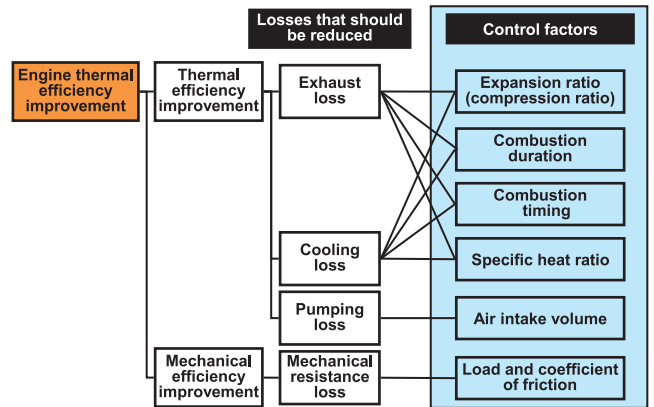 Losses that should
be reduced
Control factors
Engine thermal
efficiency
improvement
Thermal
efficiency
improvement
Exhaust
loss
Expansion ratio
(compression ratio)
Combustion
duration
Combustion
timing
Cooling
loss
Specific heat ratio
Pumping
loss
Air intake volume
Mechanical
efficiency
improvement
Mechanical
resistance
loss
Load and coefficient
of friction